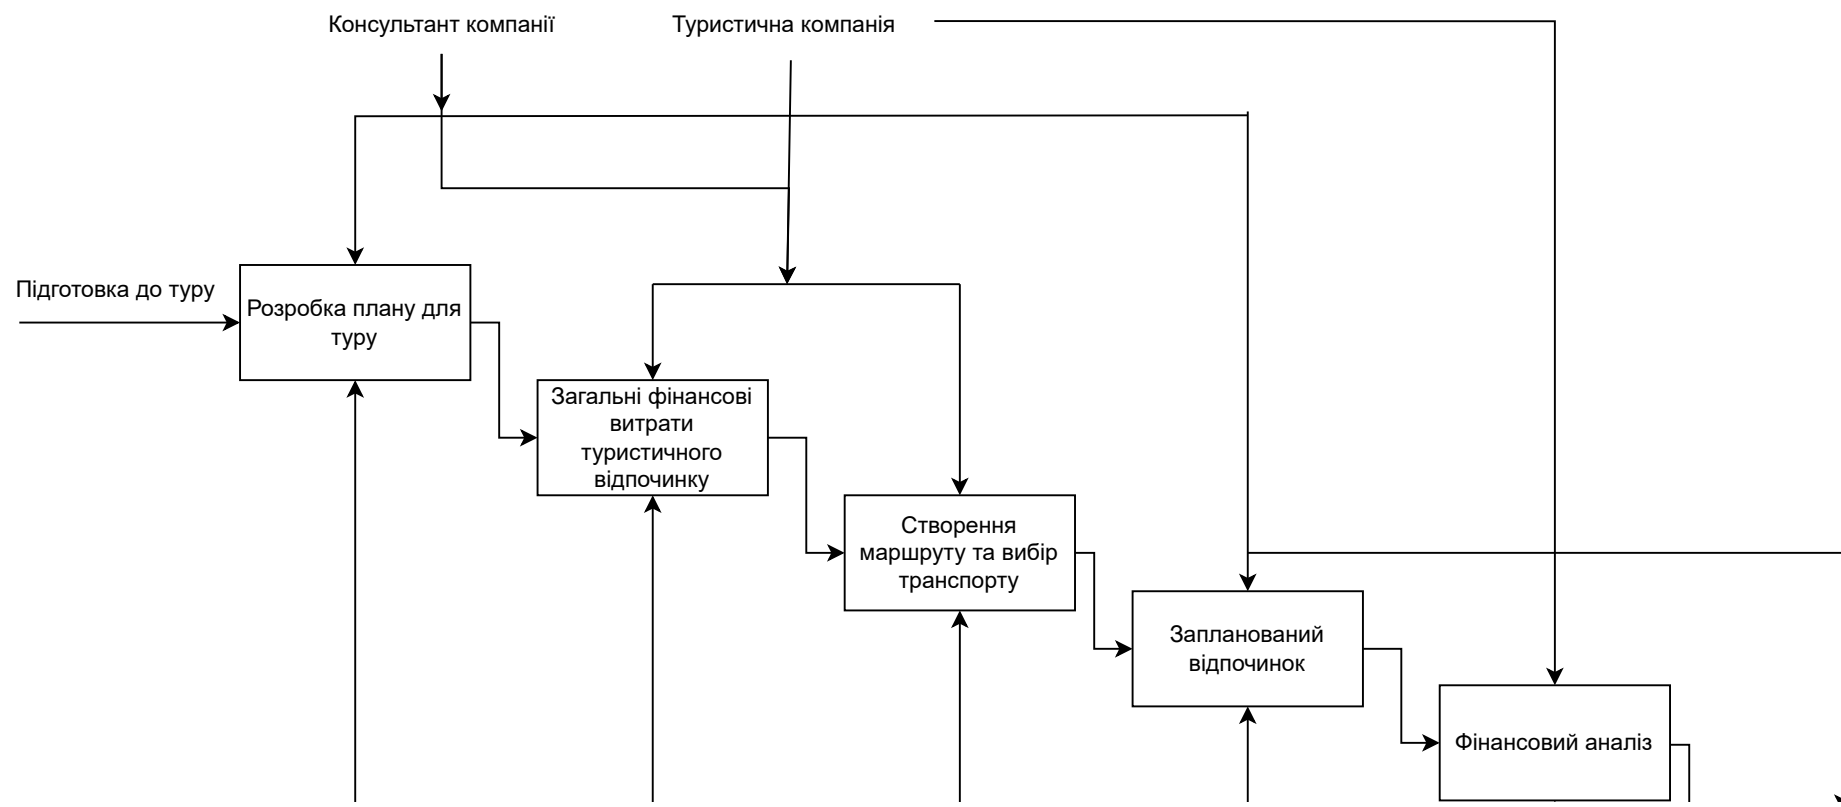 Консультант компанії
Туристична компанія
Підготовка до туру
Розробка плану для
туру
Загальні фінансові
витрати
туристичного
відпочинку
Створення
маршруту та вибір
транспорту
Запланований
відпочинок
Фінансовий аналіз